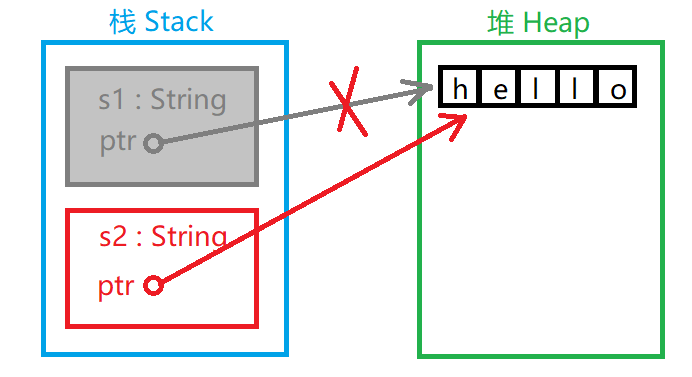 栈 Stack
堆 Heap
s1 : String
ptr
h e l l o
s2 : String
ptr